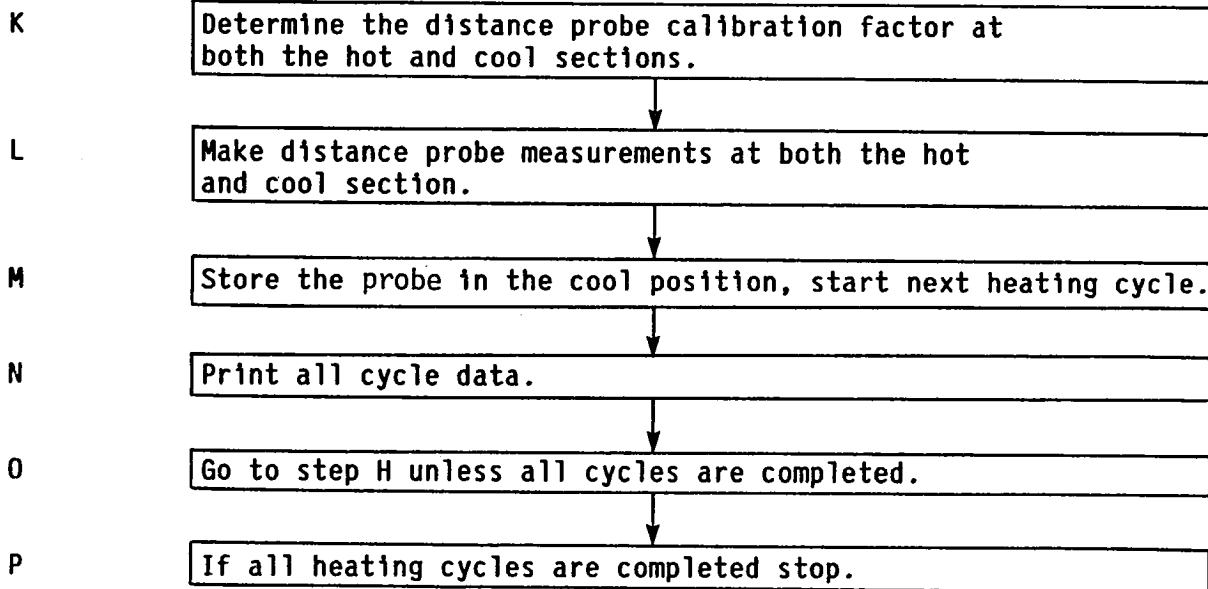 K
Determine the distance probe calibration factor at
both the hot and cool sections.
L
Make distance probe measurements at both the hot
and cool section.
M
Store the probe in the cool position, start next heating cycle.
N
Print all cycle data.
O
Go to step H unless all cycles are completed.
P
If all heating cycles are completed stop.